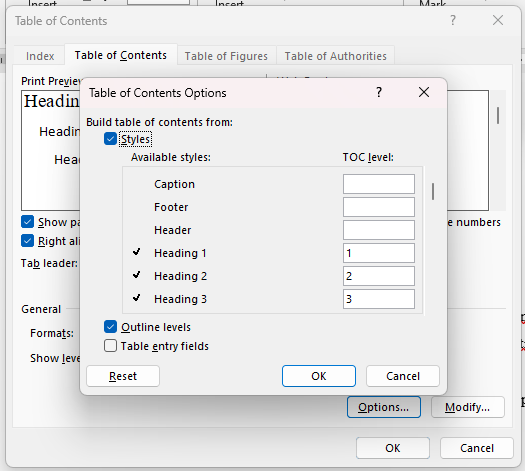 Insert
Insert
Mark
Table of Contents ? ×
Index Table of Contents Table of Figures Table of Authorities
Print Preview
Headin
Headin
Hea
Table of Contents Options ? ×
Build table of contents from:
Styles
Available styles: TOC level:
Caption
Footer
Header
Heading 1 1
Heading 2 2
Heading 3 3
Outline levels
Table entry fields
Reset OK Cancel
Show pa
e numbers
Right ali
Tab leader:
General
Formats:
Show leve
Options... Modify...
OK Cancel